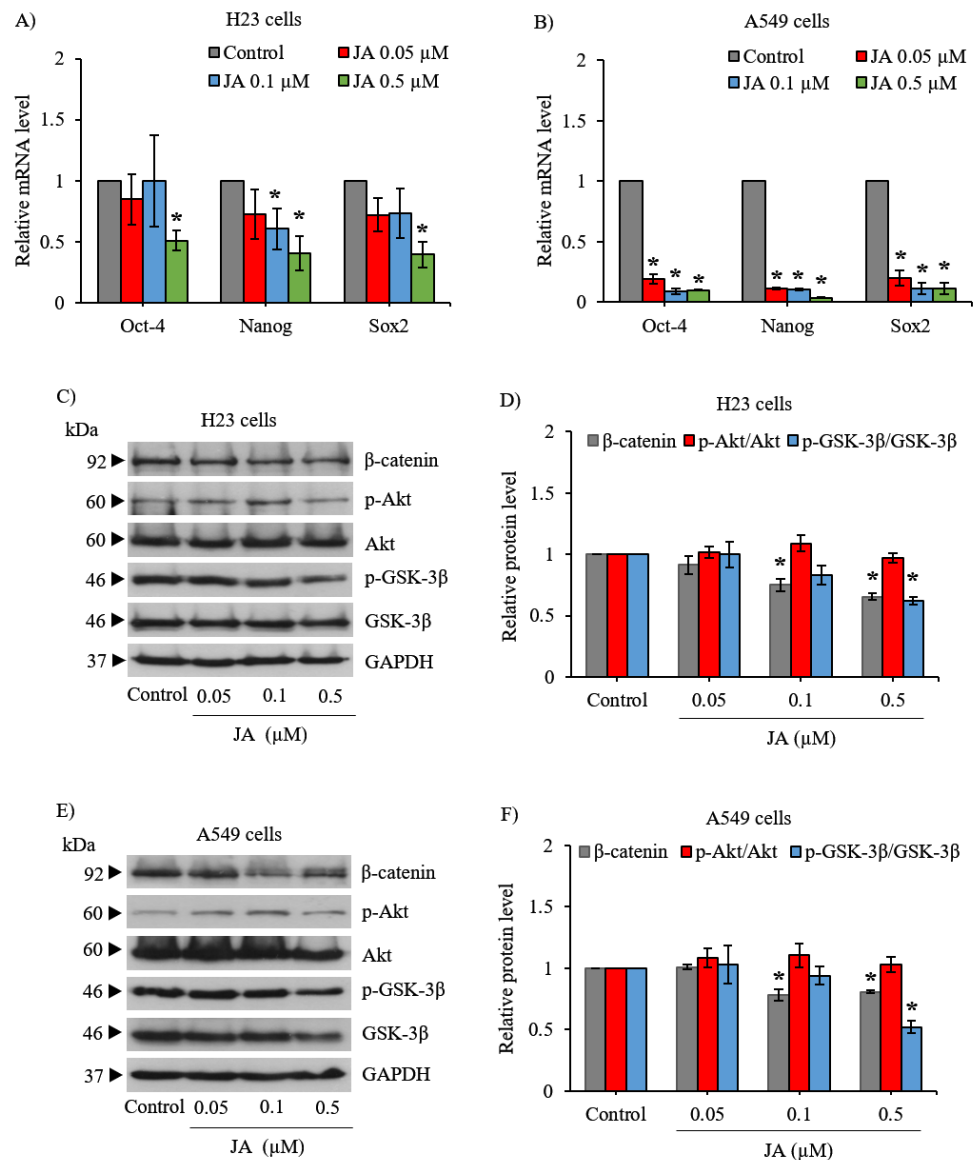 A)
H23 cells
Control
JA 0.05 µM
JA 0.1 µM
JA 0.5 µM
Relative mRNA level
2
1.5
1
0.5
0
*
* *
*
Oct-4 Nanog Sox2
B)
A549 cells
Control
JA 0.05 µM
JA 0.1 µM
JA 0.5 µM
Relative mRNA level
2
1.5
1
0.5
0
* * *
* * *
* * *
Oct-4 Nanog Sox2
C)
H23 cells
kDa
92 β-catenin
60 p-Akt
60 Akt
46 p-GSK-3β
46 GSK-3β
37 GAPDH
Control 0.05 0.1 0.5
JA (µM)
D)
H23 cells
β-catenin p-Akt/Akt p-GSK-3β/GSK-3β
Relative protein level
2
1.5
1
0.5
0
*
* *
Control 0.05 0.1 0.5
JA (µM)
E)
A549 cells
kDa
92 β-catenin
60 p-Akt
60 Akt
46 p-GSK-3β
46 GSK-3β
37 GAPDH
Control 0.05 0.1 0.5
JA (µM)
F)
A549 cells
β-catenin p-Akt/Akt p-GSK-3β/GSK-3β
Relative protein level
2
1.5
1
0.5
0
*
* *
Control 0.05 0.1 0.5
JA (µM)